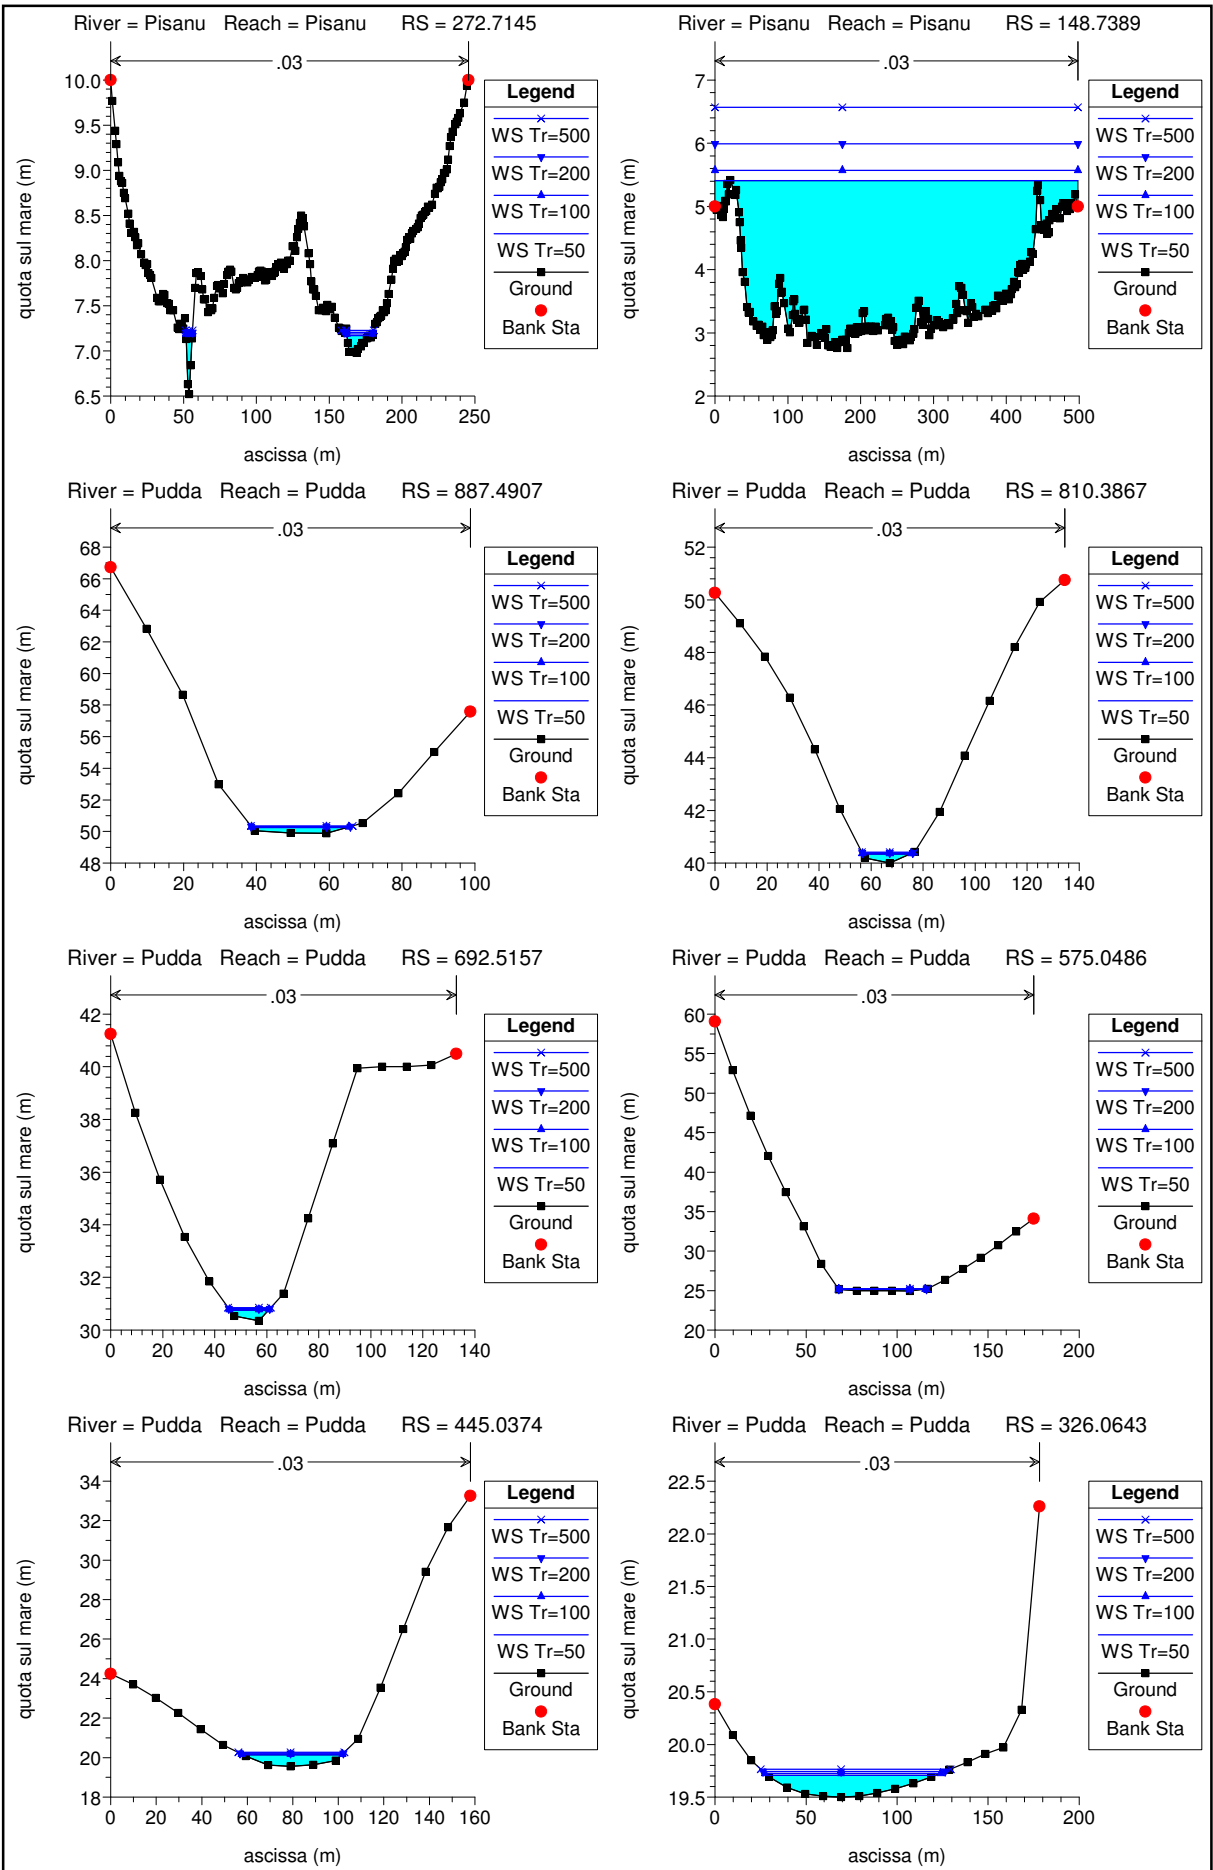 River = Pisanu   Reach = Pisanu      RS = 272.7145
.03
10.0
9.5
9.0
8.5
8.0
7.5
7.0
6.5
0 50 100 150 200 250
quota sul mare (m)
ascissa (m)
Legend
WS Tr=500
WS Tr=200
WS Tr=100
WS Tr=50
Ground
Bank Sta
River = Pisanu   Reach = Pisanu      RS = 148.7389
.03
7
6
5
4
3
2
0 100 200 300 400 500
quota sul mare (m)
ascissa (m)
Legend
WS Tr=500
WS Tr=200
WS Tr=100
WS Tr=50
Ground
Bank Sta
River = Pudda   Reach = Pudda      RS = 887.4907
.03
68
66
64
62
60
58
56
54
52
50
48
0 20 40 60 80 100
quota sul mare (m)
ascissa (m)
Legend
WS Tr=500
WS Tr=200
WS Tr=100
WS Tr=50
Ground
Bank Sta
River = Pudda   Reach = Pudda      RS = 810.3867
.03
52
50
48
46
44
42
40
0 20 40 60 80 100 120 140
quota sul mare (m)
ascissa (m)
Legend
WS Tr=500
WS Tr=200
WS Tr=100
WS Tr=50
Ground
Bank Sta
River = Pudda   Reach = Pudda      RS = 692.5157
.03
42
40
38
36
34
32
30
0 20 40 60 80 100 120 140
quota sul mare (m)
ascissa (m)
Legend
WS Tr=500
WS Tr=200
WS Tr=100
WS Tr=50
Ground
Bank Sta
River = Pudda   Reach = Pudda      RS = 575.0486
.03
60
55
50
45
40
35
30
25
20
0 50 100 150 200
quota sul mare (m)
ascissa (m)
Legend
WS Tr=500
WS Tr=200
WS Tr=100
WS Tr=50
Ground
Bank Sta
River = Pudda   Reach = Pudda      RS = 445.0374
.03
34
32
30
28
26
24
22
20
18
0 20 40 60 80 100 120 140 160
quota sul mare (m)
ascissa (m)
Legend
WS Tr=500
WS Tr=200
WS Tr=100
WS Tr=50
Ground
Bank Sta
River = Pudda   Reach = Pudda      RS = 326.0643
.03
22.5
22.0
21.5
21.0
20.5
20.0
19.5
0 50 100 150 200
quota sul mare (m)
ascissa (m)
Legend
WS Tr=500
WS Tr=200
WS Tr=100
WS Tr=50
Ground
Bank Sta